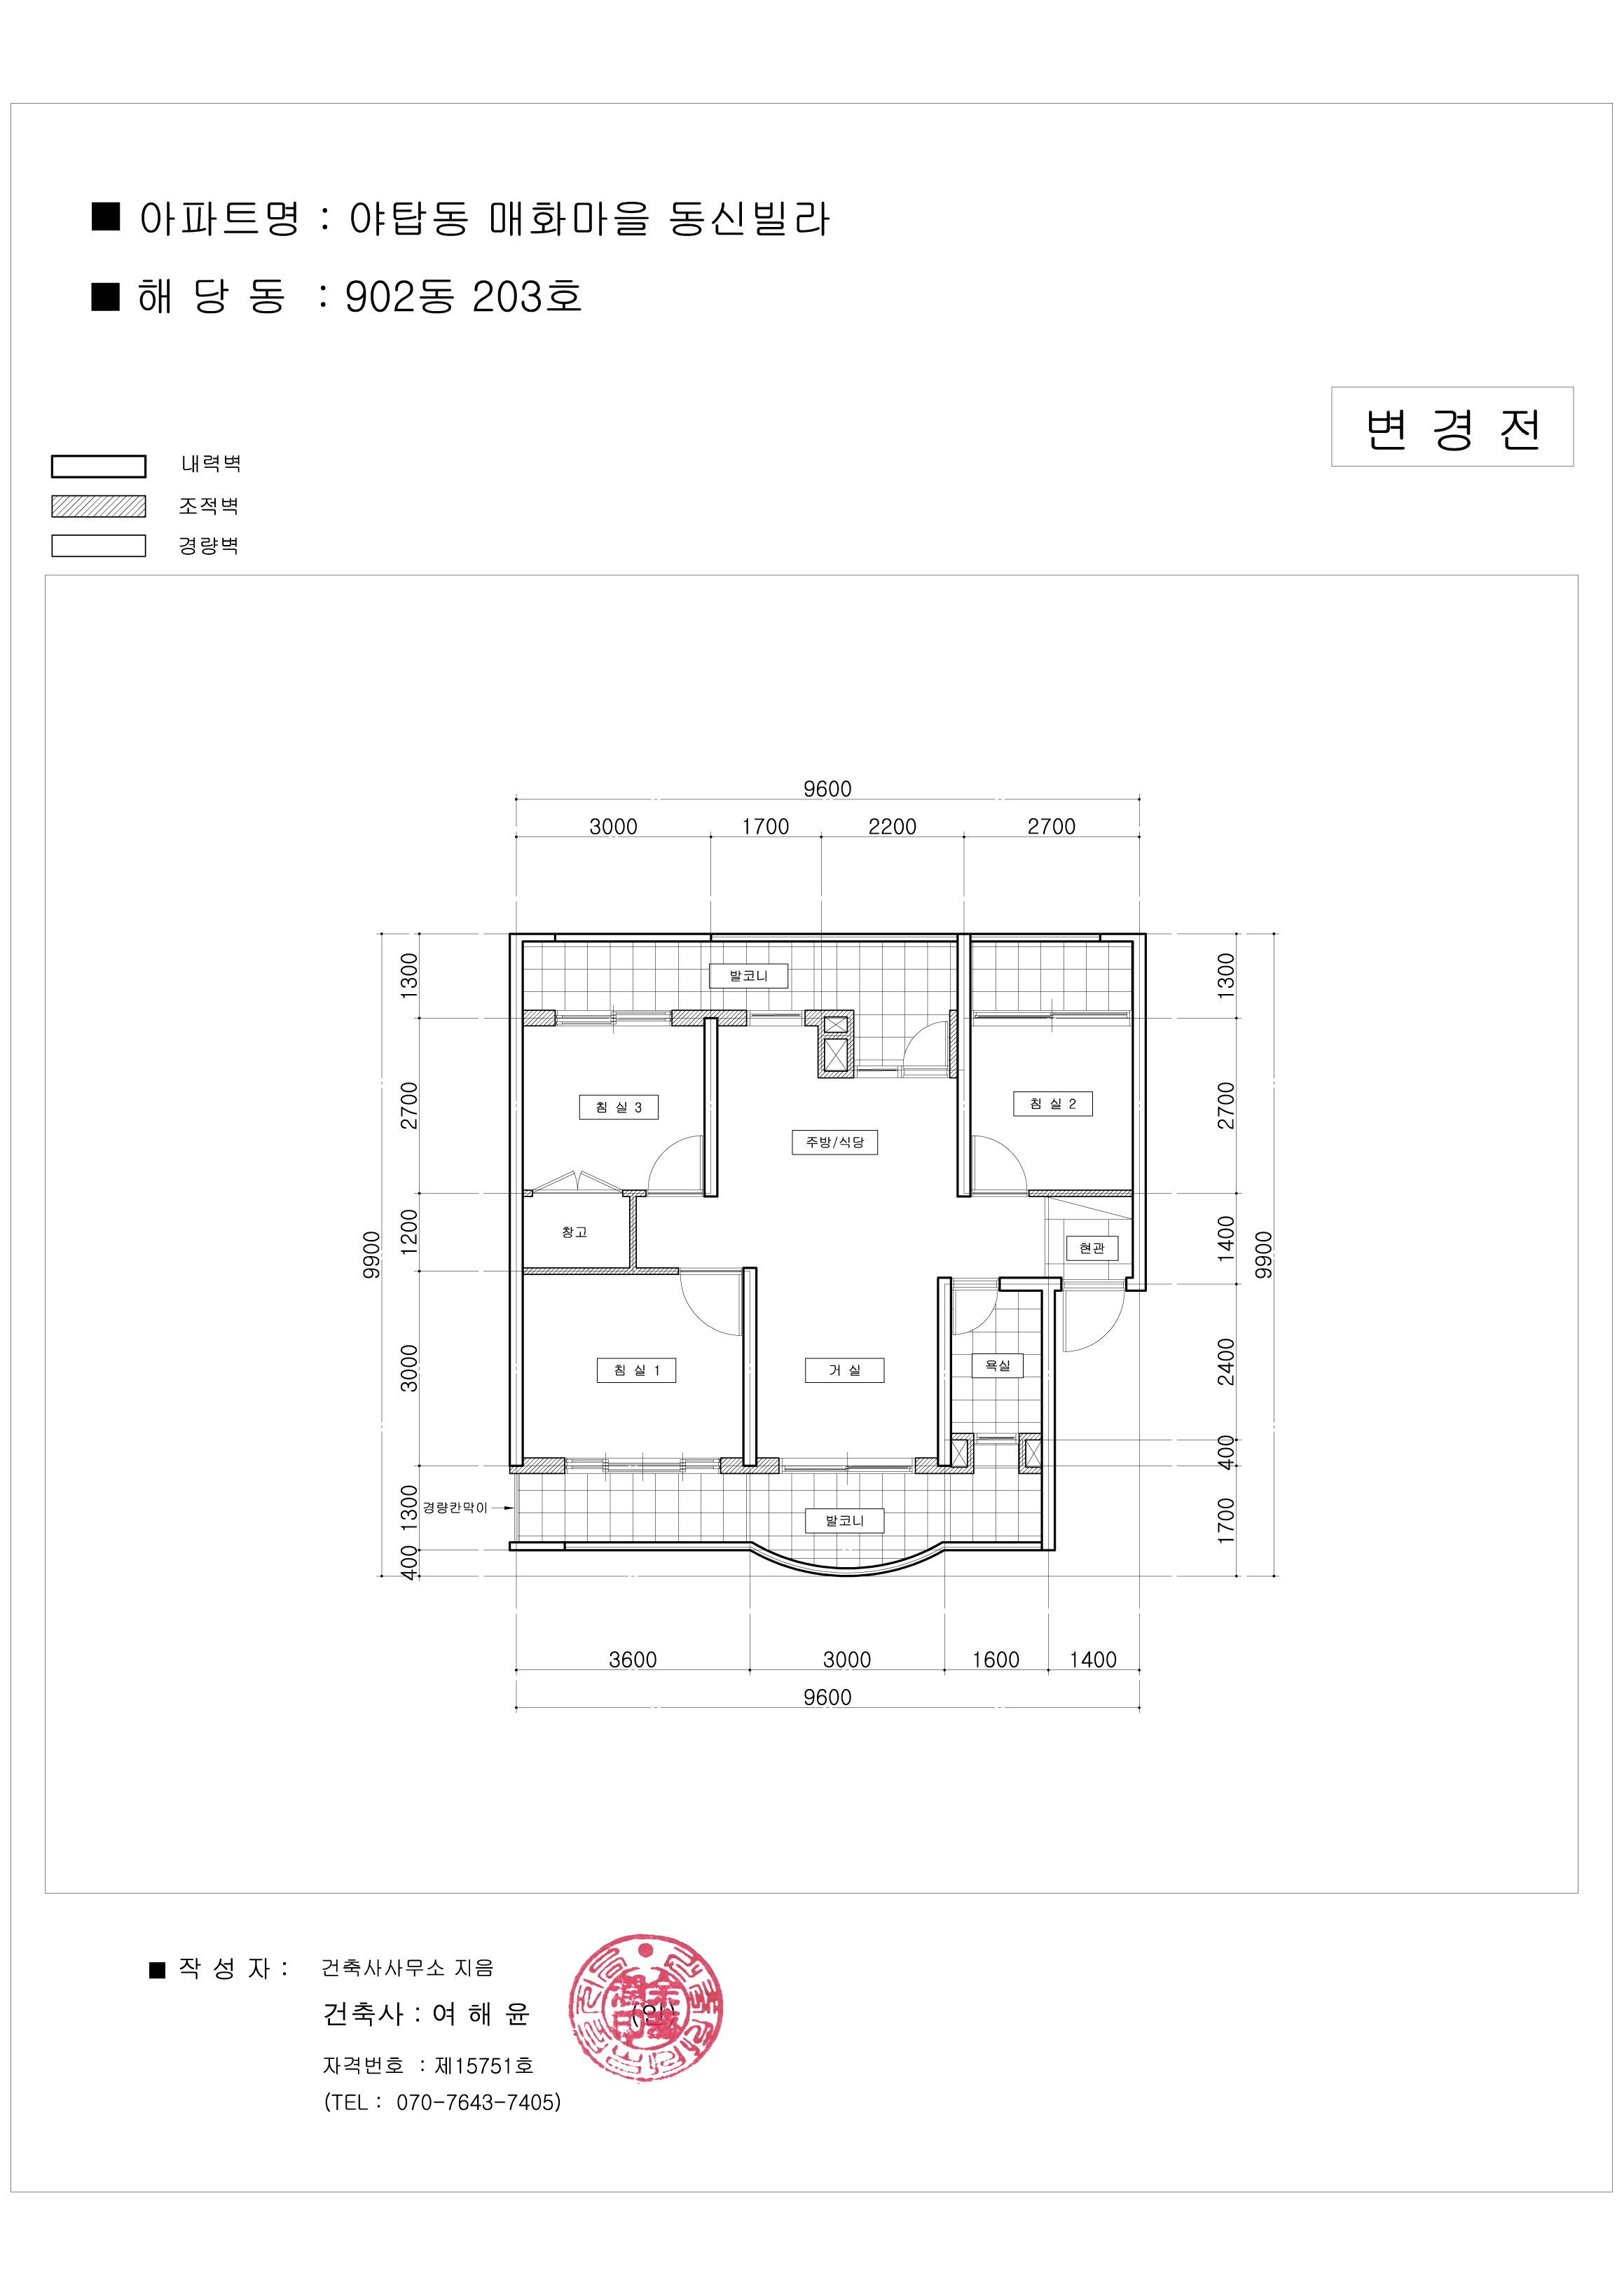 ■ 아파트명 : 야탑동 매화마을 동신빌라
■ 해 당 동 : 902동 203호
변 경 전
내력벽
조적벽
경량벽
9600
3000 1700 2200 2700
1300
2700
1200
9900
3000
1300
400
1300
2700
1400
9900
2400
400
1700
발코니
침 실 3
침 실 2
주방/식당
창고
현관
침 실 1
거 실
욕실
경량칸막이
발코니
3600 3000 1600 1400
9600
■ 작 성 자 : 건축사사무소 지음
건축사 : 여 해 윤 (인)
자격번호 : 제15751호
(TEL : 070-7643-7405)